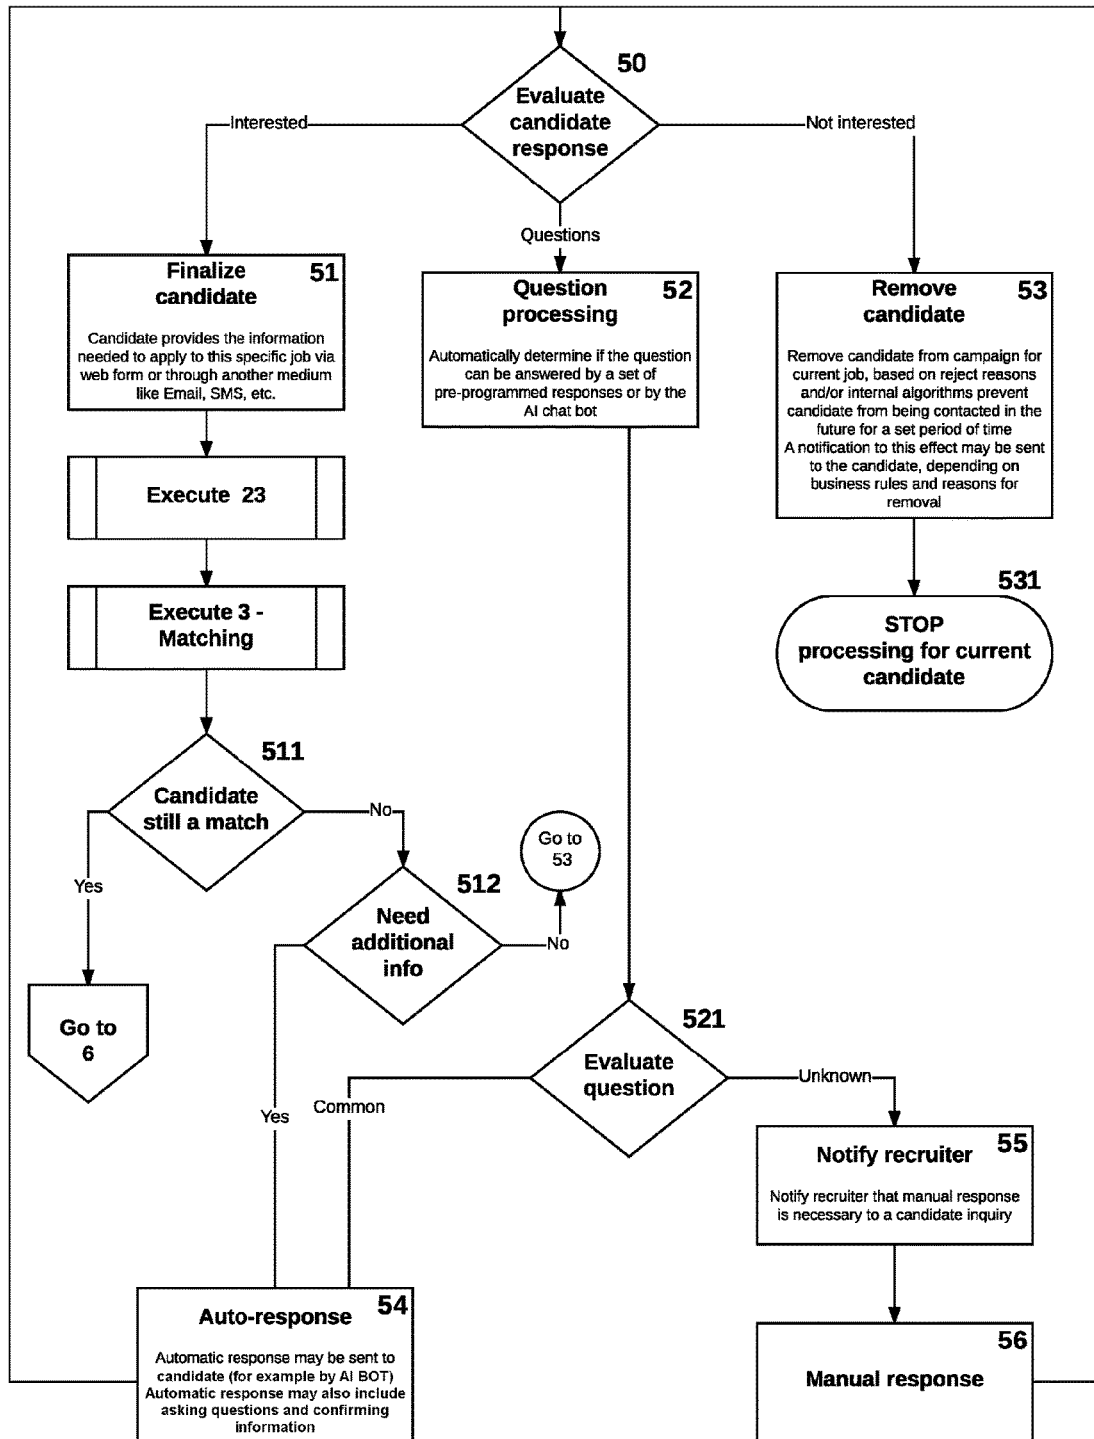 50
Evaluate
candidate
response
Interested
Not interested
Questions
51
Finalize
candidate
Candidate provides the information
needed to apply to this specific job via
web form or through another medium
like Email, SMS, etc.
52
Question
processing
Automatically determine if the question
can be answered by a set of
pre-programmed responses or by the
AI chat bot
53
Remove
candidate
Remove candidate from campaign for
current job, based on reject reasons
and/or internal algorithms prevent
candidate from being contacted in the
future for a set period of time
A notification to this effect may be sent
to the candidate, depending on
business rules and reasons for
removal
Execute 23
Execute 3 -
Matching
531
STOP
processing for current
candidate
511
Candidate
still a match
No
Yes
Go to
53
512
Need
additional
info
No
Yes
Go to
6
521
Evaluate
question
Common
Unknown
55
Notify recruiter
Notify recruiter that manual response
is necessary to a candidate inquiry
54
Auto-response
Automatic response may be sent to
candidate (for example by AI BOT)
Automatic response may also include
asking questions and confirming
information
56
Manual response